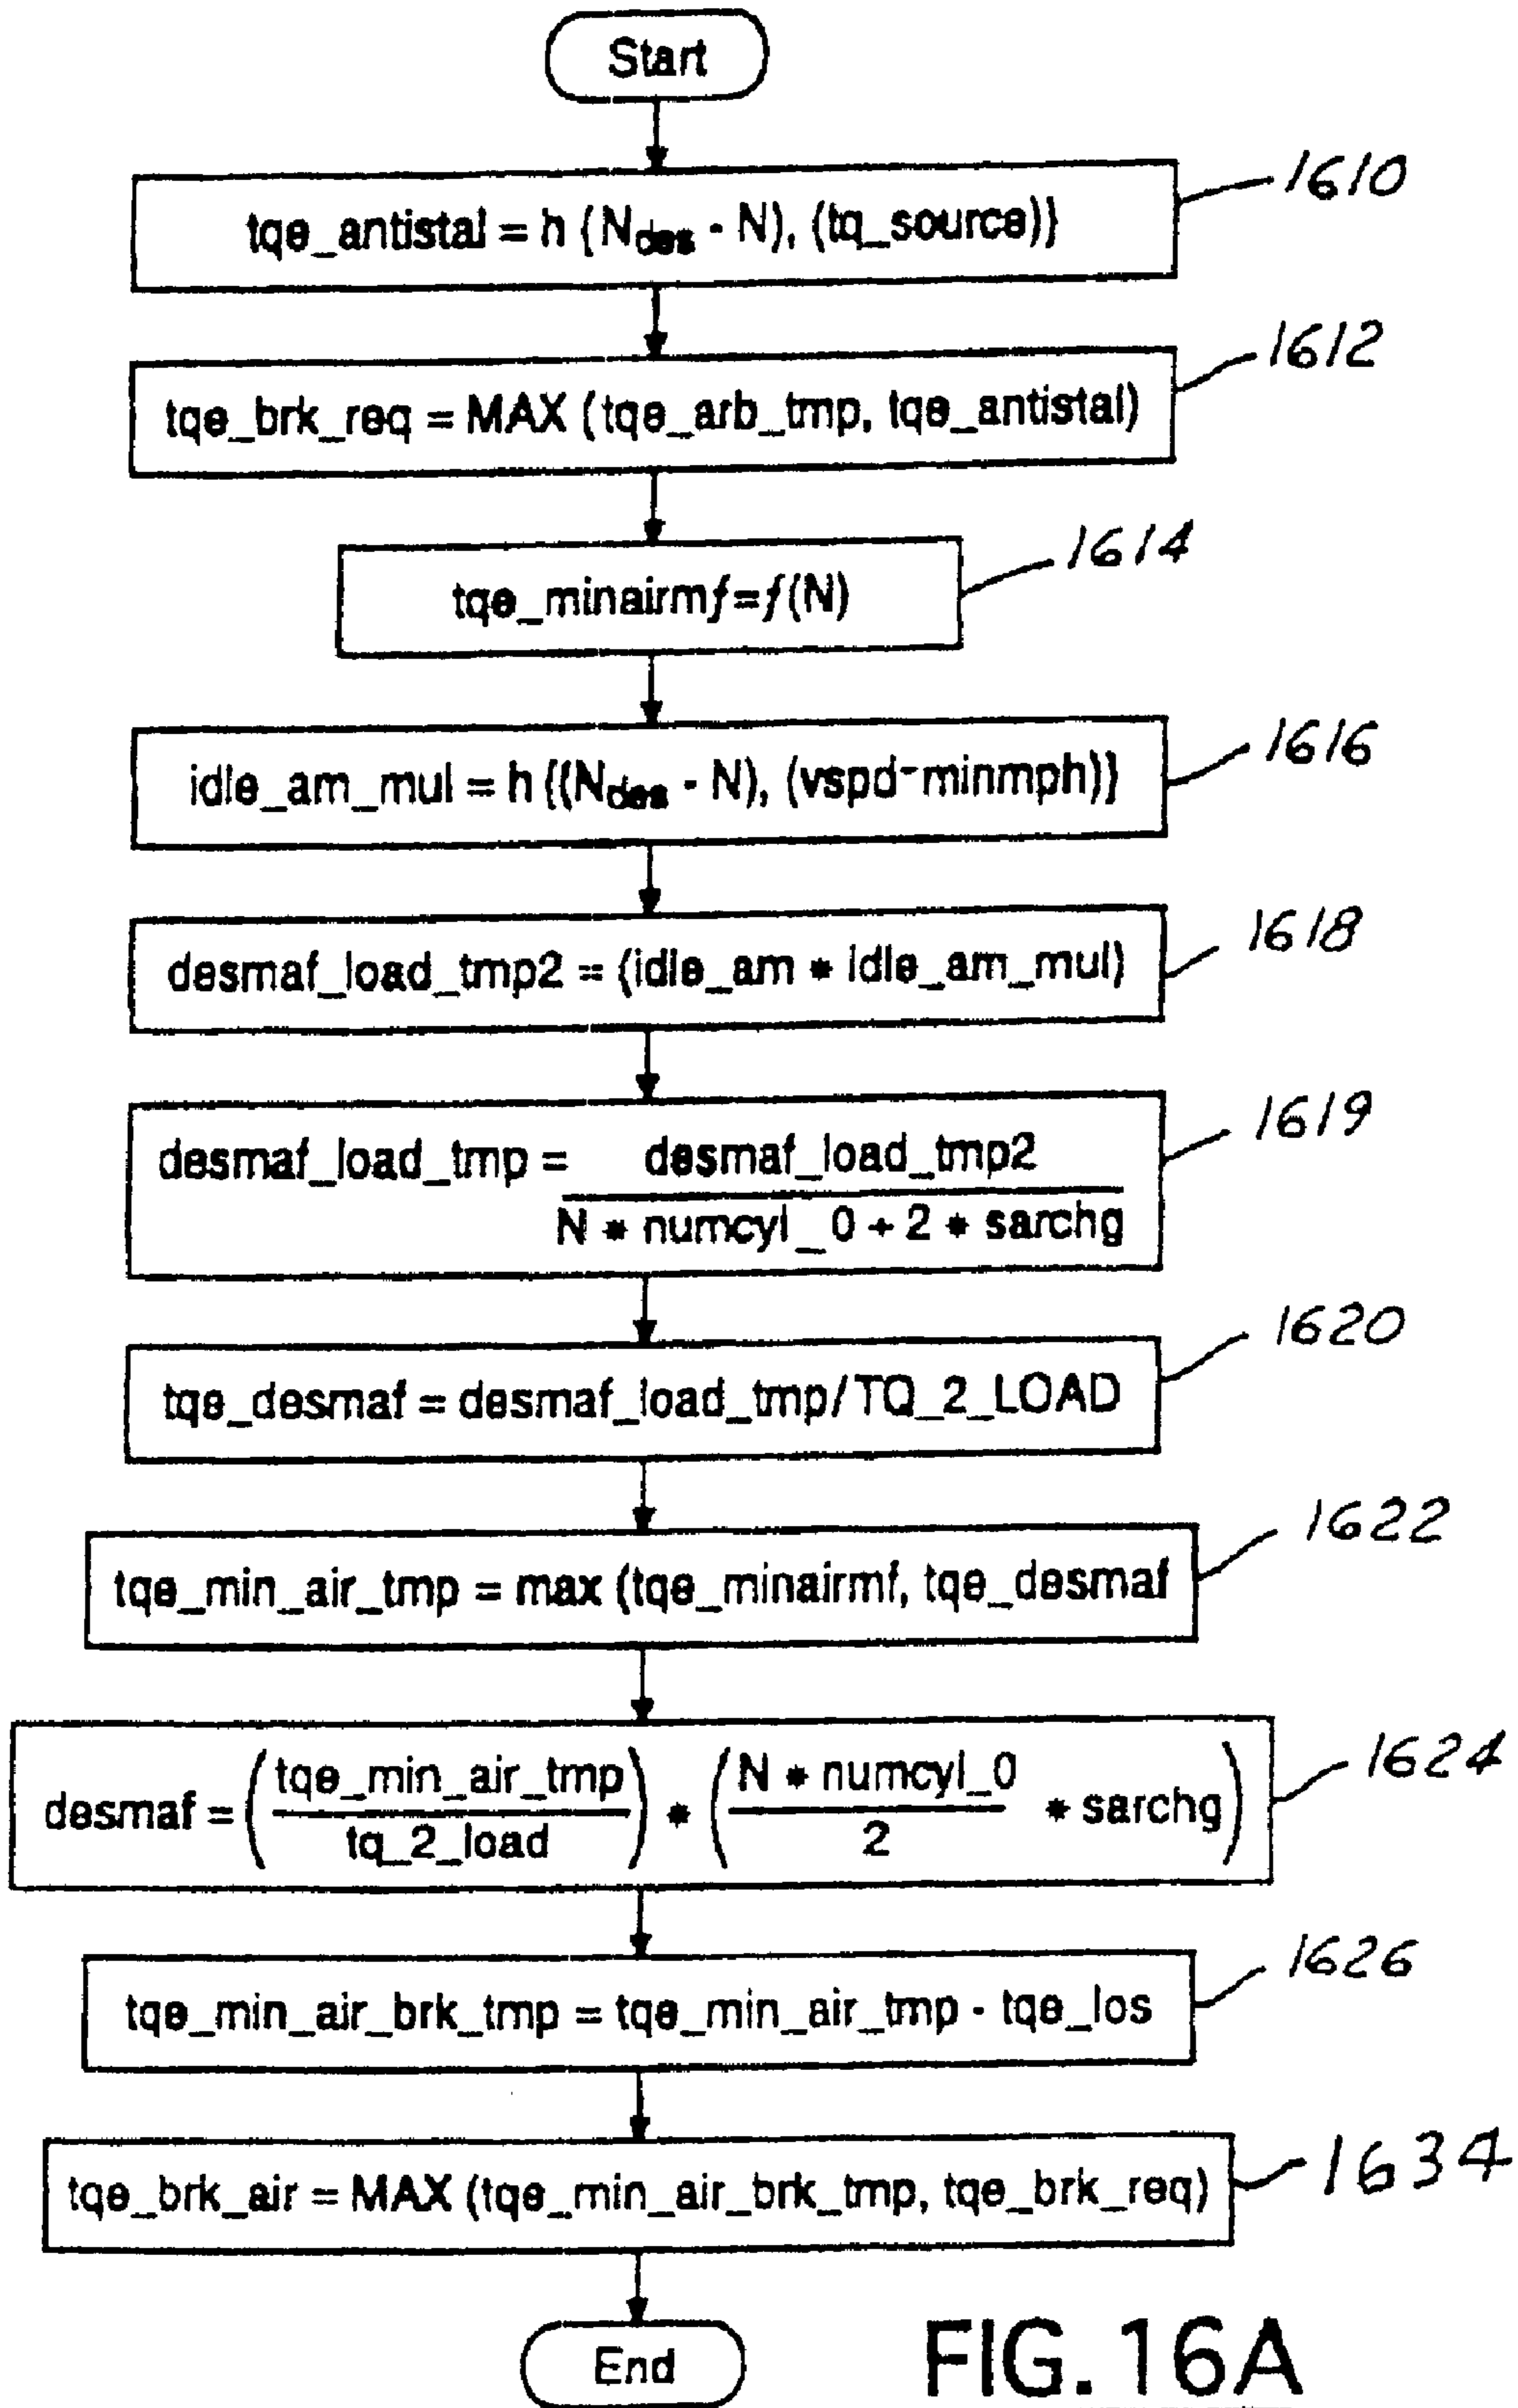 Start
1610
tqe_antistal = h {N_des - N), (tq_source)}
1612
tqe_brk_req = MAX (tqe_arb_tmp, tqe_antistal)
1614
tqe_minairmf=f(N)
1616
idle_am_mul = h {(N_des - N), (vspd-minmph)}
1618
desmaf_load_tmp2 = (idle_am * idle_am_mul)
1619
desmaf_load_tmp = desmaf_load_tmp2
N * numcyl_0 + 2 * sarchg
1620
tqe_desmaf = desmaf_load_tmp/TQ_2_LOAD
1622
tqe_min_air_tmp = max (tqe_minairmf, tqe_desmaf
1624
desmaf = (tqe_min_air_tmp / tq_2_load) * (N * numcyl_0 / 2 * sarchg)
1626
tqe_min_air_brk_tmp = tqe_min_air_tmp - tqe_los
1634
tqe_brk_air = MAX (tqe_min_air_brk_tmp, tqe_brk_req)
End
FIG. 16A